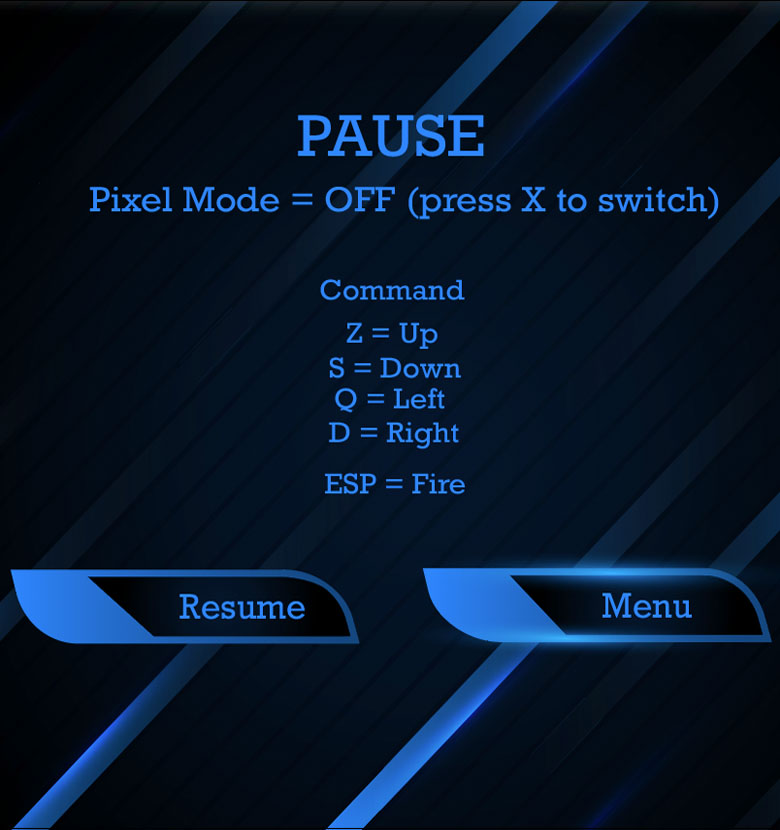 PAUSE
Pixel Mode = OFF (press X to switch)
Command
Z = Up
S = Down
Q = Left
D = Right
ESP = Fire
Resume
Menu